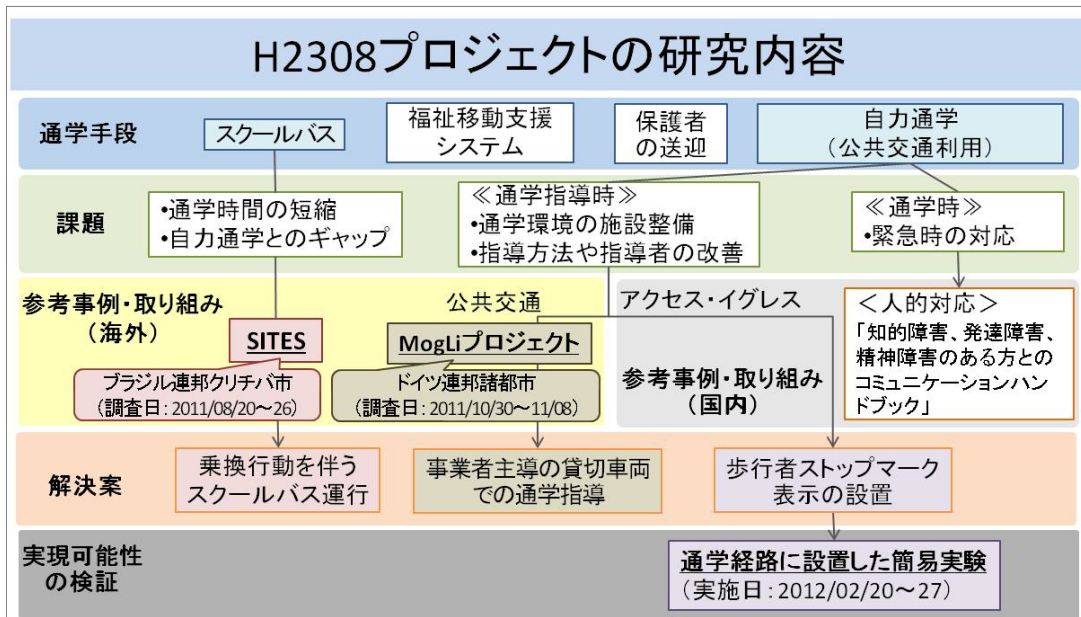 H2308プロジェクトの研究内容
通学手段
スクールバス
福祉移動支援
システム
保護者
の送迎
自力通学
（公共交通利用）
課題
•通学時間の短縮
•自力通学とのギャップ
≪通学指導時≫
•通学環境の施設整備
•指導方法や指導者の改善
≪通学時≫
•緊急時の対応
参考事例・取り組み
（海外）
公共交通
SITES
MogLiプロジェクト
ブラジル連邦クリチバ市
（調査日：2011/08/20～26）
ドイツ連邦諸都市
（調査日：2011/10/30～11/08）
アクセス・イグレス
参考事例・取り組み
（国内）
＜人的対応＞
「知的障害、発達障害、
精神障害のある方との
コミュニケーションハン
ドブック」
解決案
乗換行動を伴う
スクールバス運行
事業者主導の貸切車両
での通学指導
歩行者ストップマーク
表示の設置
実現可能性
の検証
通学経路に設置した簡易実験
（実施日：2012/02/20～27）